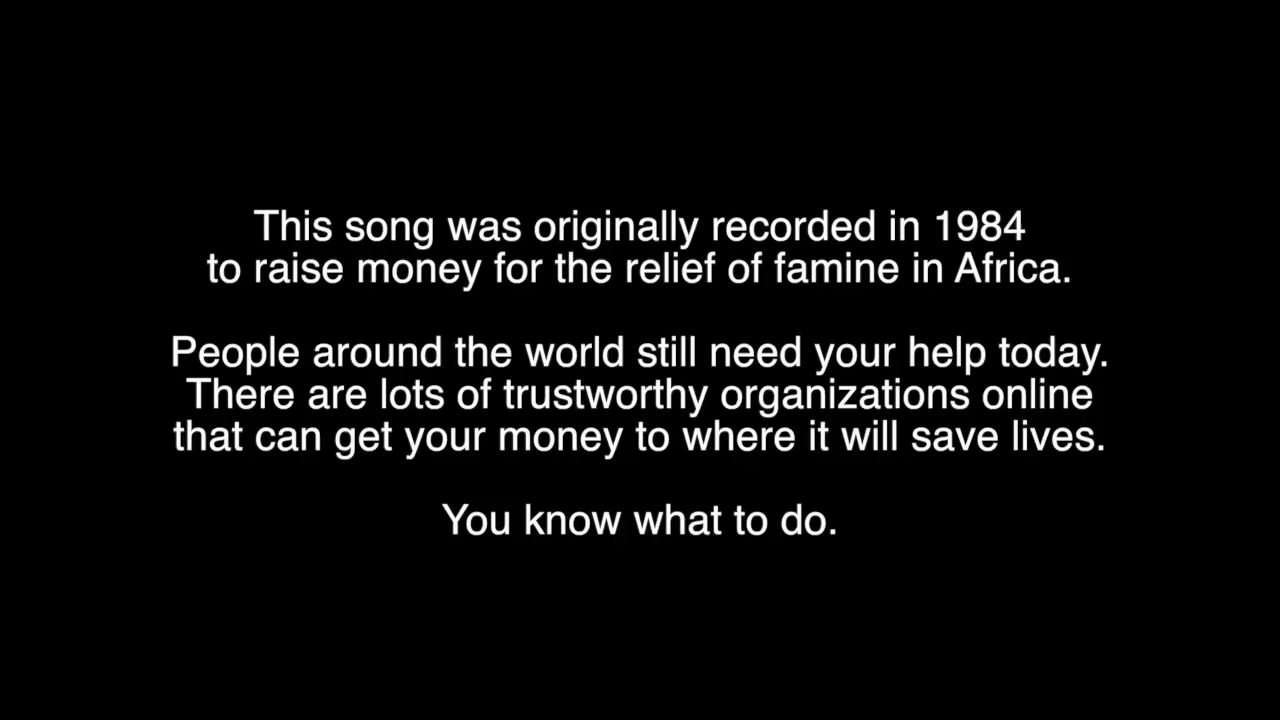 This song was originally recorded in 1984
to raise money for the relief of famine in Africa.
People around the world still need your help today.
There are lots of trustworthy organizations online
that can get your money to where it will save lives.
You know what to do.